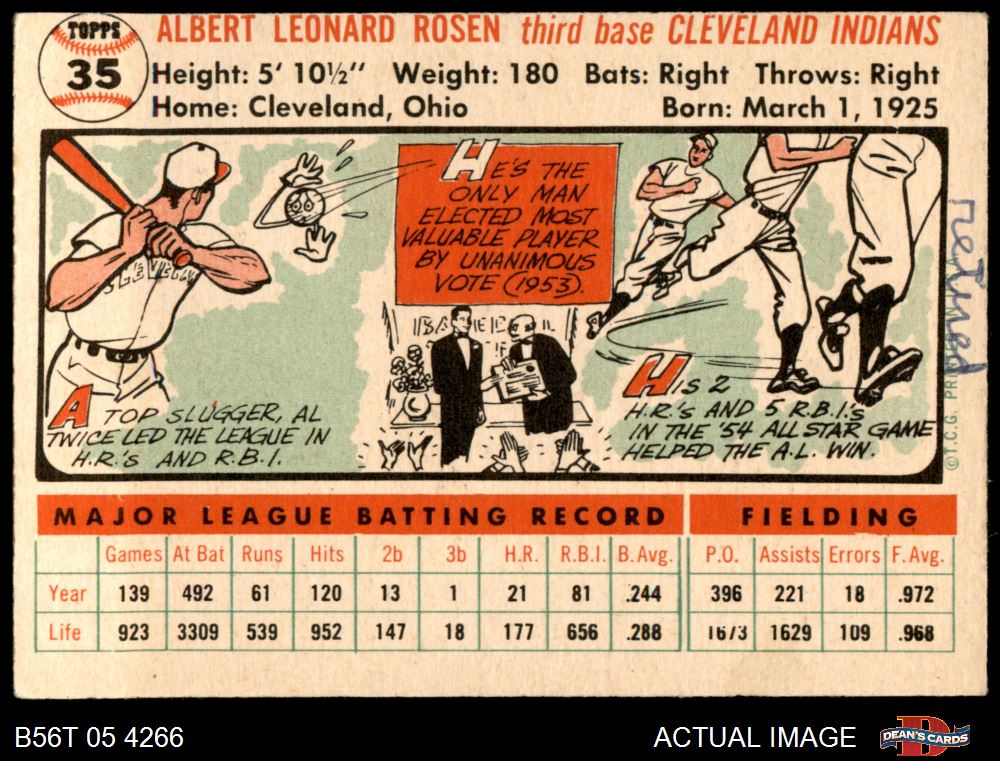 TOPPS
35
ALBERT LEONARD ROSEN third base CLEVELAND INDIANS
Height: 5' 10½" Weight: 180 Bats: Right Throws: Right
Home: Cleveland, Ohio Born: March 1, 1925
A TOP SLUGGER, AL
TWICE LED THE LEAGUE IN
H.R.'s AND R.B.I.
HE'S THE
ONLY MAN
ELECTED MOST
VALUABLE PLAYER
BY UNANIMOUS
VOTE (1953).
HIS 2
H.R.'s AND 5 R.B.I.s
IN THE '54 ALL STAR GAME
HELPED THE A.L. WIN.
returned
©T.C.G.
MAJOR LEAGUE BATTING RECORD FIELDING
Games At Bat Runs Hits 2b 3b H.R. R.B.I. B. Avg. P.O. Assists Errors F. Avg.
Year 139 492 61 120 13 1 21 81 .244 396 221 18 .972
Life 923 3309 539 952 147 18 177 656 .288 1673 1629 109 .968
B56T 05 4266 ACTUAL IMAGE DEAN'S CARDS